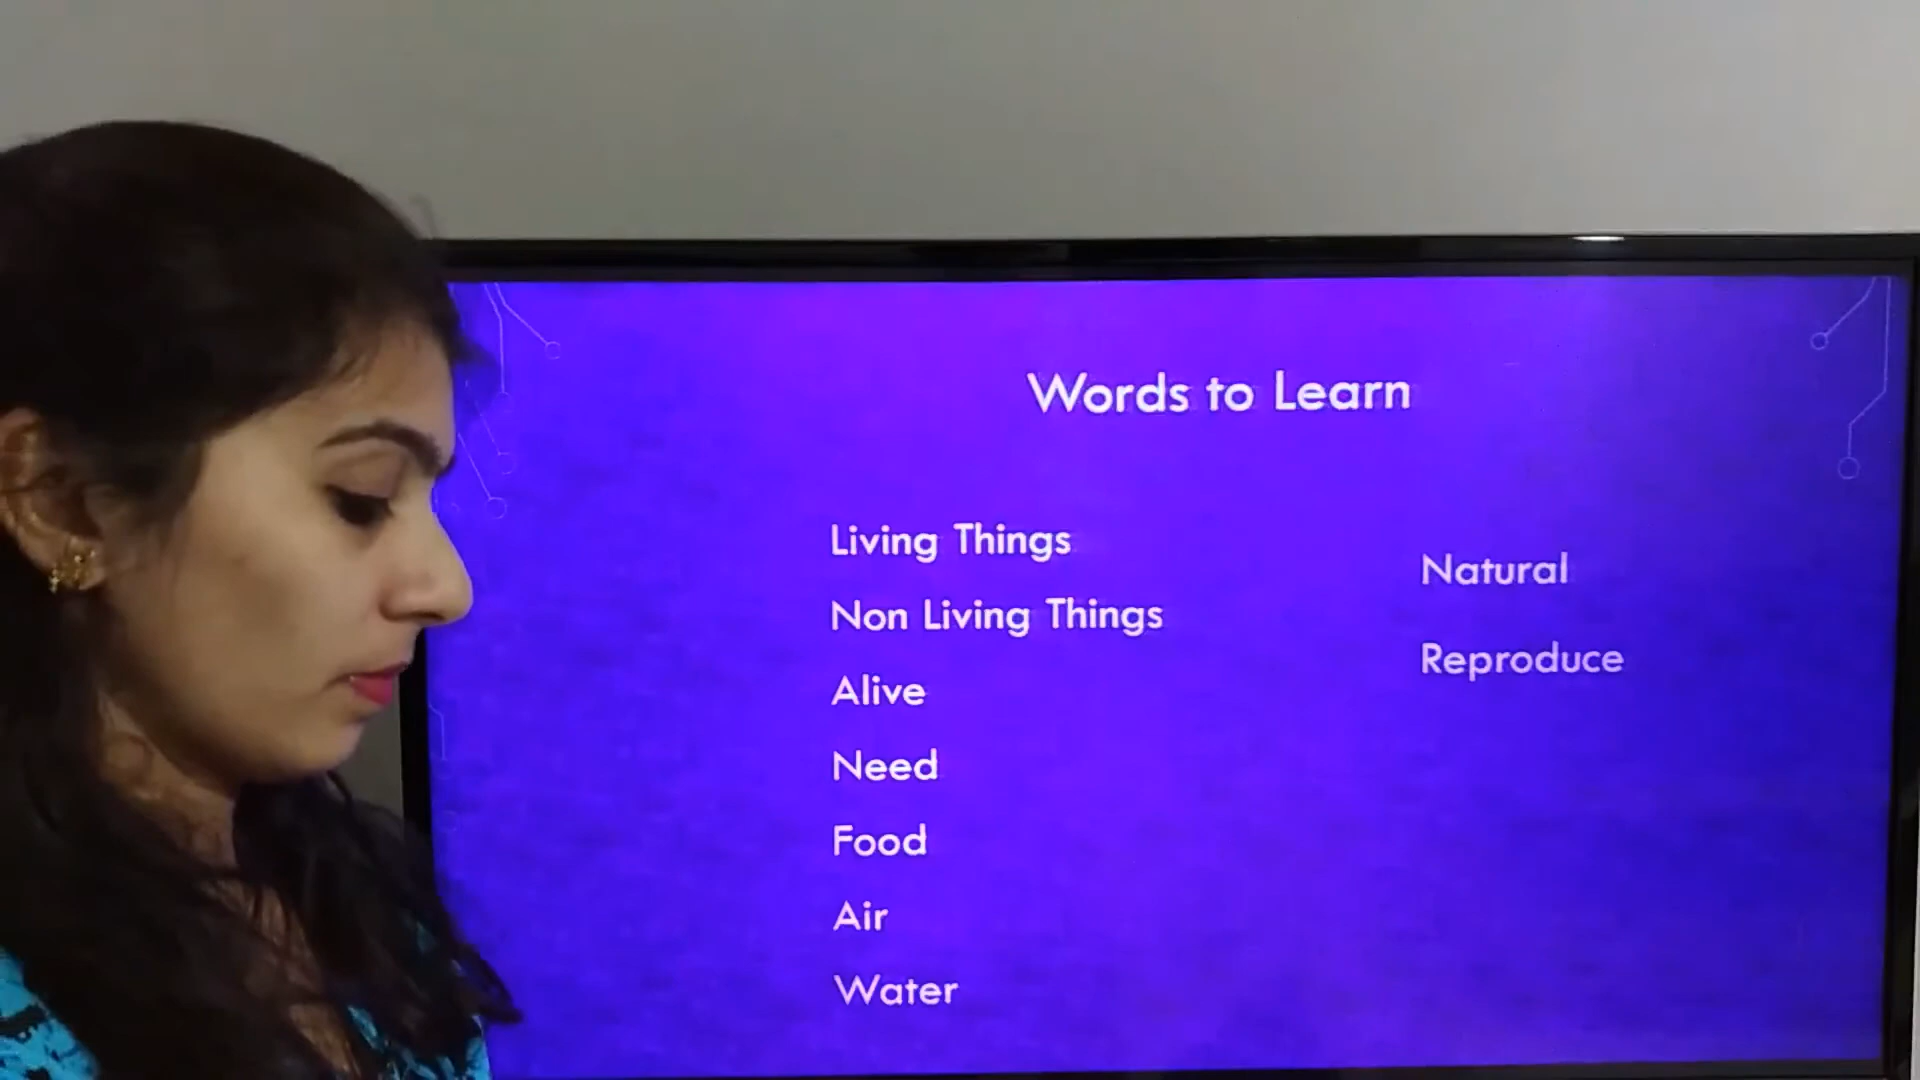 Words to Learn
Living Things
Non Living Things
Alive
Need
Food
Air
Water
Natural
Reproduce